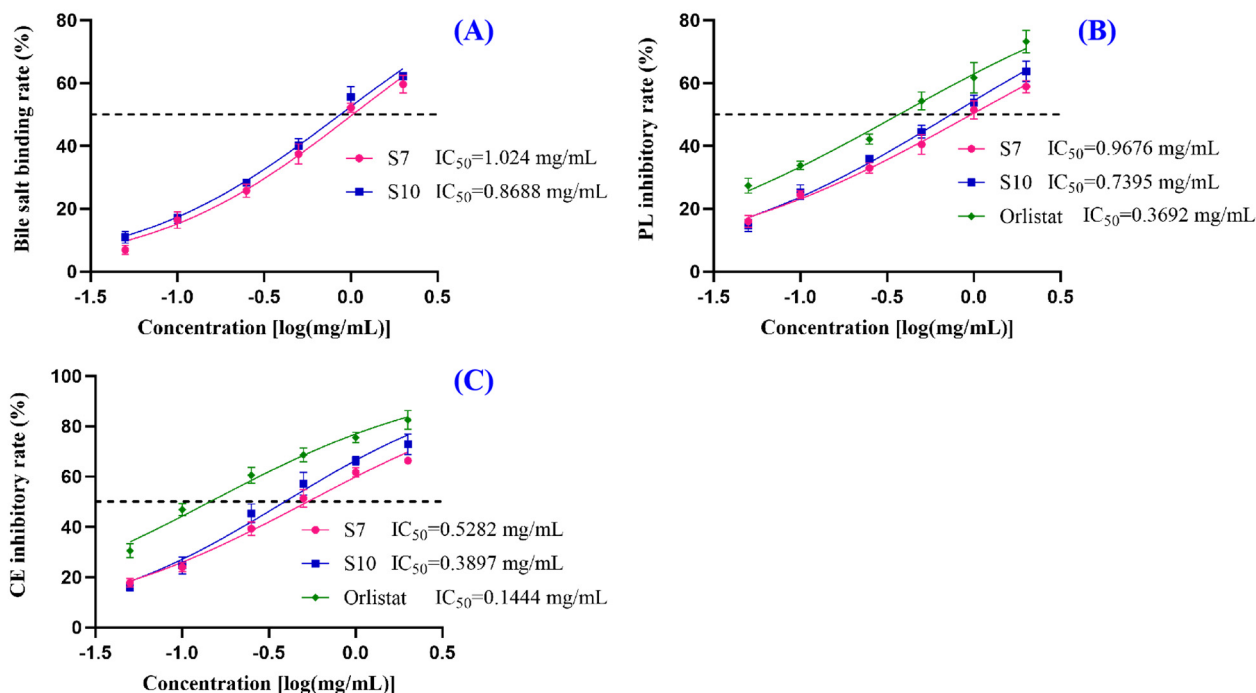 (A)
Bile salt binding rate (%)
80
60
40
20
0
S7 IC50=1.024 mg/mL
S10 IC50=0.8688 mg/mL
-1.5 -1.0 -0.5 0.0 0.5
Concentration [log(mg/mL)]
(B)
PL inhibitory rate (%)
80
60
40
20
0
S7 IC50=0.9676 mg/mL
S10 IC50=0.7395 mg/mL
Orlistat IC50=0.3692 mg/mL
-1.5 -1.0 -0.5 0.0 0.5
Concentration [log(mg/mL)]
(C)
CE inhibitory rate (%)
100
80
60
40
20
0
S7 IC50=0.5282 mg/mL
S10 IC50=0.3897 mg/mL
Orlistat IC50=0.1444 mg/mL
-1.5 -1.0 -0.5 0.0 0.5
Concentration [log(mg/mL)]